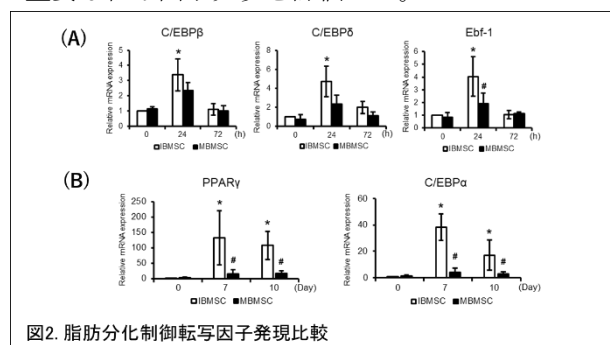 (A)
C/EBPβ
C/EBPδ
Ebf-1
Relative mRNA expression
5
4
3
2
1
0
*
0
24
72
(h)
□IBMSC ■MBMSC
Relative mRNA expression
8
6
4
2
0
*
0
24
72
(h)
□IBMSC ■MBMSC
Relative mRNA expression
6
5
4
3
2
1
0
*
#
0
24
72
(h)
□IBMSC ■MBMSC
(B)
PPARγ
C/EBPα
Relative mRNA expression
250
200
150
100
50
0
*
#
*
#
0
7
10
(Day)
□IBMSC ■MBMSC
Relative mRNA expression
60
40
20
0
*
#
*
#
0
7
10
(Day)
□IBMSC ■MBMSC
図2. 脂肪分化制御転写因子発現比較